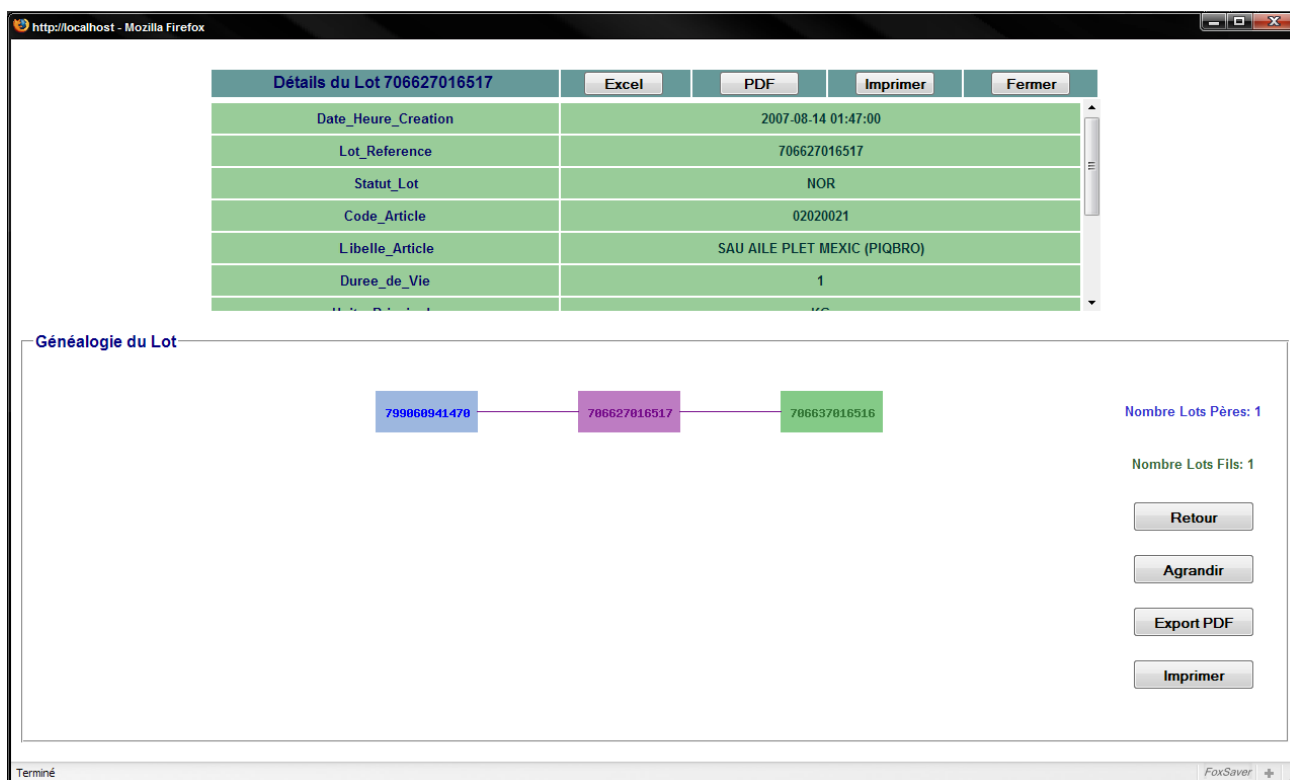 http://localhost - Mozilla Firefox
Détails du Lot 706627016517 Excel PDF Imprimer Fermer
Date_Heure_Creation 2007-08-14 01:47:00
Lot_Reference 706627016517
Statut_Lot NOR
Code_Article 02020021
Libelle_Article SAU AILE PLET MEXIC (PIQBRO)
Duree_de_Vie 1
Généalogie du Lot
799060941470 706627016517 706637016516
Nombre Lots Pères: 1
Nombre Lots Fils: 1
Retour
Agrandir
Export PDF
Imprimer
Terminé FoxSaver